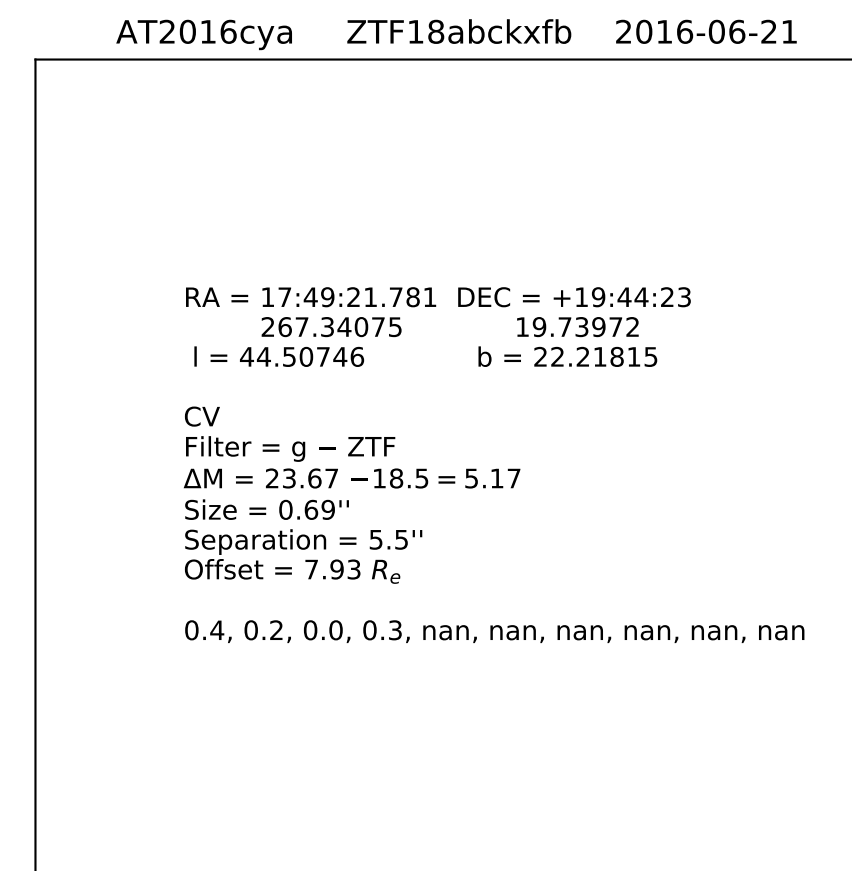 AT2016cya ZTF18abckxfb 2016-06-21
RA = 17:49:21.781 DEC = +19:44:23
267.34075 19.73972
l = 44.50746 b = 22.21815
CV
Filter = g − ZTF
ΔM = 23.67 −18.5 = 5.17
Size = 0.69''
Separation = 5.5''
Offset = 7.93 Re
0.4, 0.2, 0.0, 0.3, nan, nan, nan, nan, nan, nan